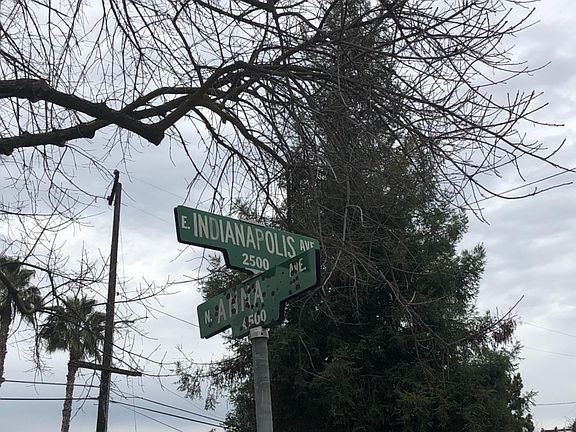 E. INDIANAPOLIS AVE
2500
N. ANNA AVE.
4500